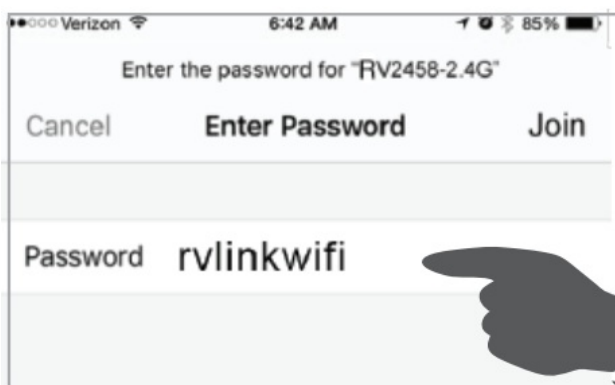 Verizon 6:42 AM 85%
Enter the password for "RV2458-2.4G"
Cancel Enter Password Join
Password rvlinkwifi